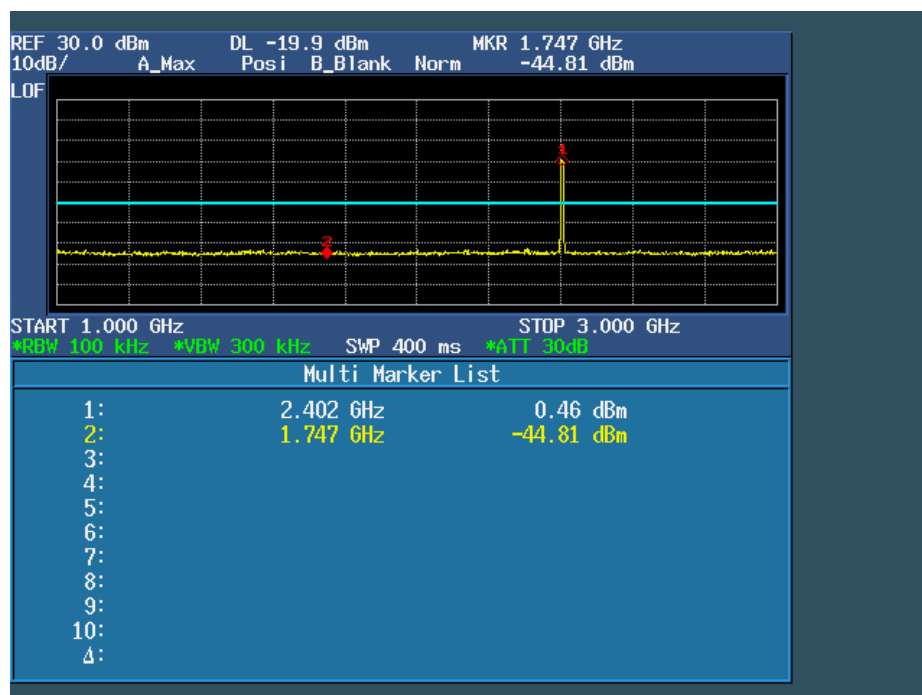 REF 30.0 dBm DL -19.9 dBm MKR 1.747 GHz
10dB/ A_Max Posi B_Blank Norm -44.81 dBm
LOF
1
2
START 1.000 GHz STOP 3.000 GHz
*RBW 100 kHz *VBW 300 kHz SWP 400 ms *ATT 30dB
Multi Marker List
1: 2.402 GHz 0.46 dBm
2: 1.747 GHz -44.81 dBm
3:
4:
5:
6:
7:
8:
9:
10:
Δ: